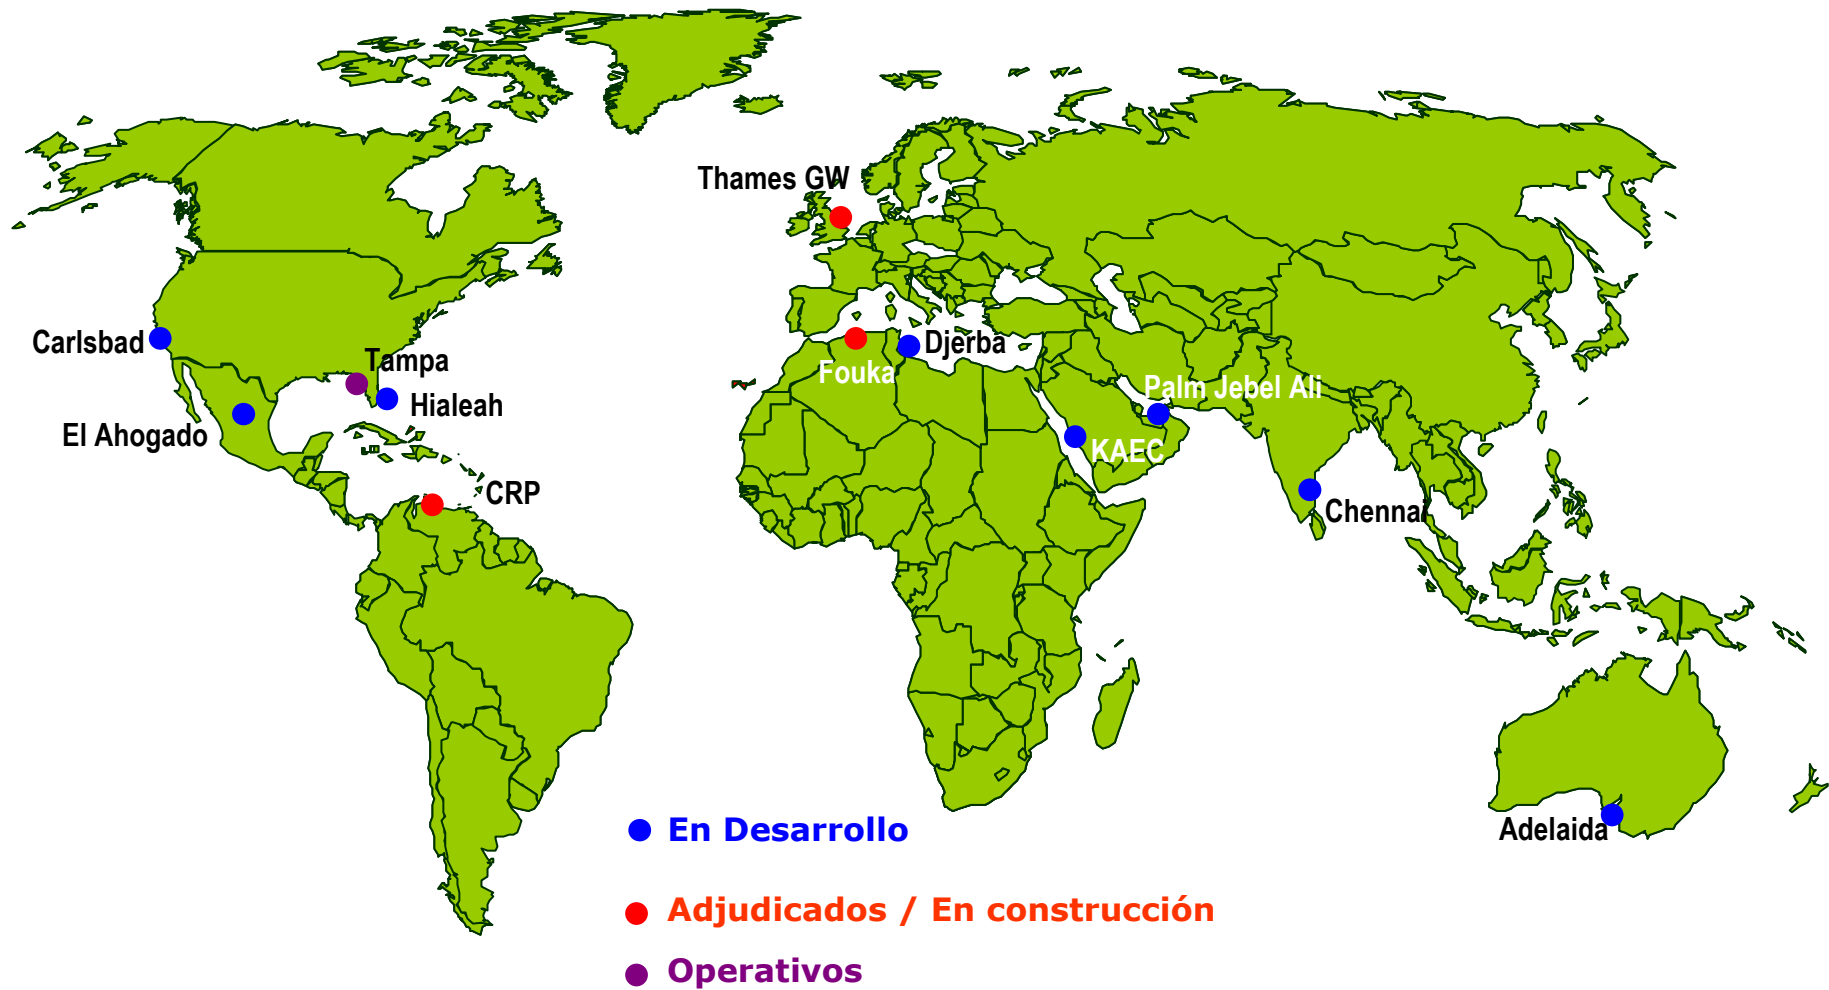 Thames GW
Carlsbad
Tampa
Djerba
Fouka
Palm Jebel Ali
Hialeah
El Ahogado
KAEC
CRP
Chennai
En Desarrollo
Adelaida
Adjudicados / En construcción
Operativos